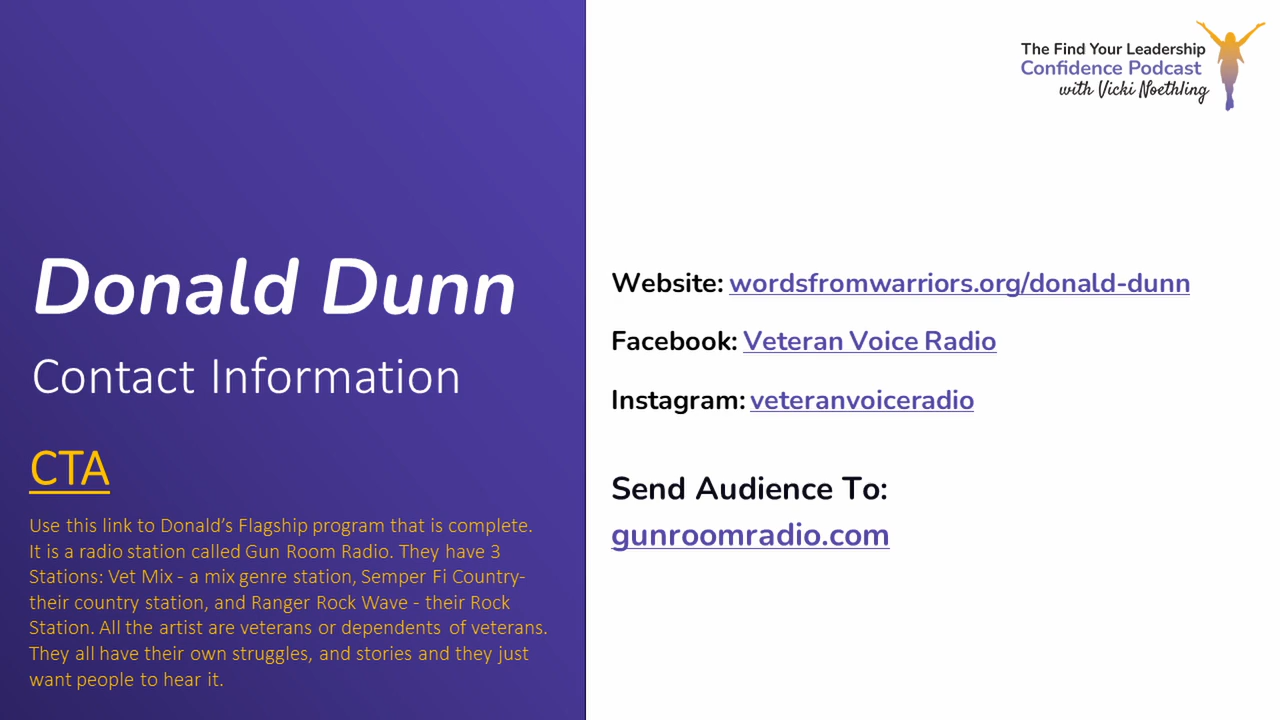 Donald Dunn
Contact Information
CTA
Use this link to Donald’s Flagship program that is complete.
It is a radio station called Gun Room Radio. They have 3
Stations: Vet Mix - a mix genre station, Semper Fi Country-
their country station, and Ranger Rock Wave - their Rock
Station. All the artist are veterans or dependents of veterans.
They all have their own struggles, and stories and they just
want people to hear it.
The Find Your Leadership
Confidence Podcast
with Vicki Noethling
Website: wordsfromwarriors.org/donald-dunn
Facebook: Veteran Voice Radio
Instagram: veteranvoiceradio
Send Audience To:
gunroomradio.com